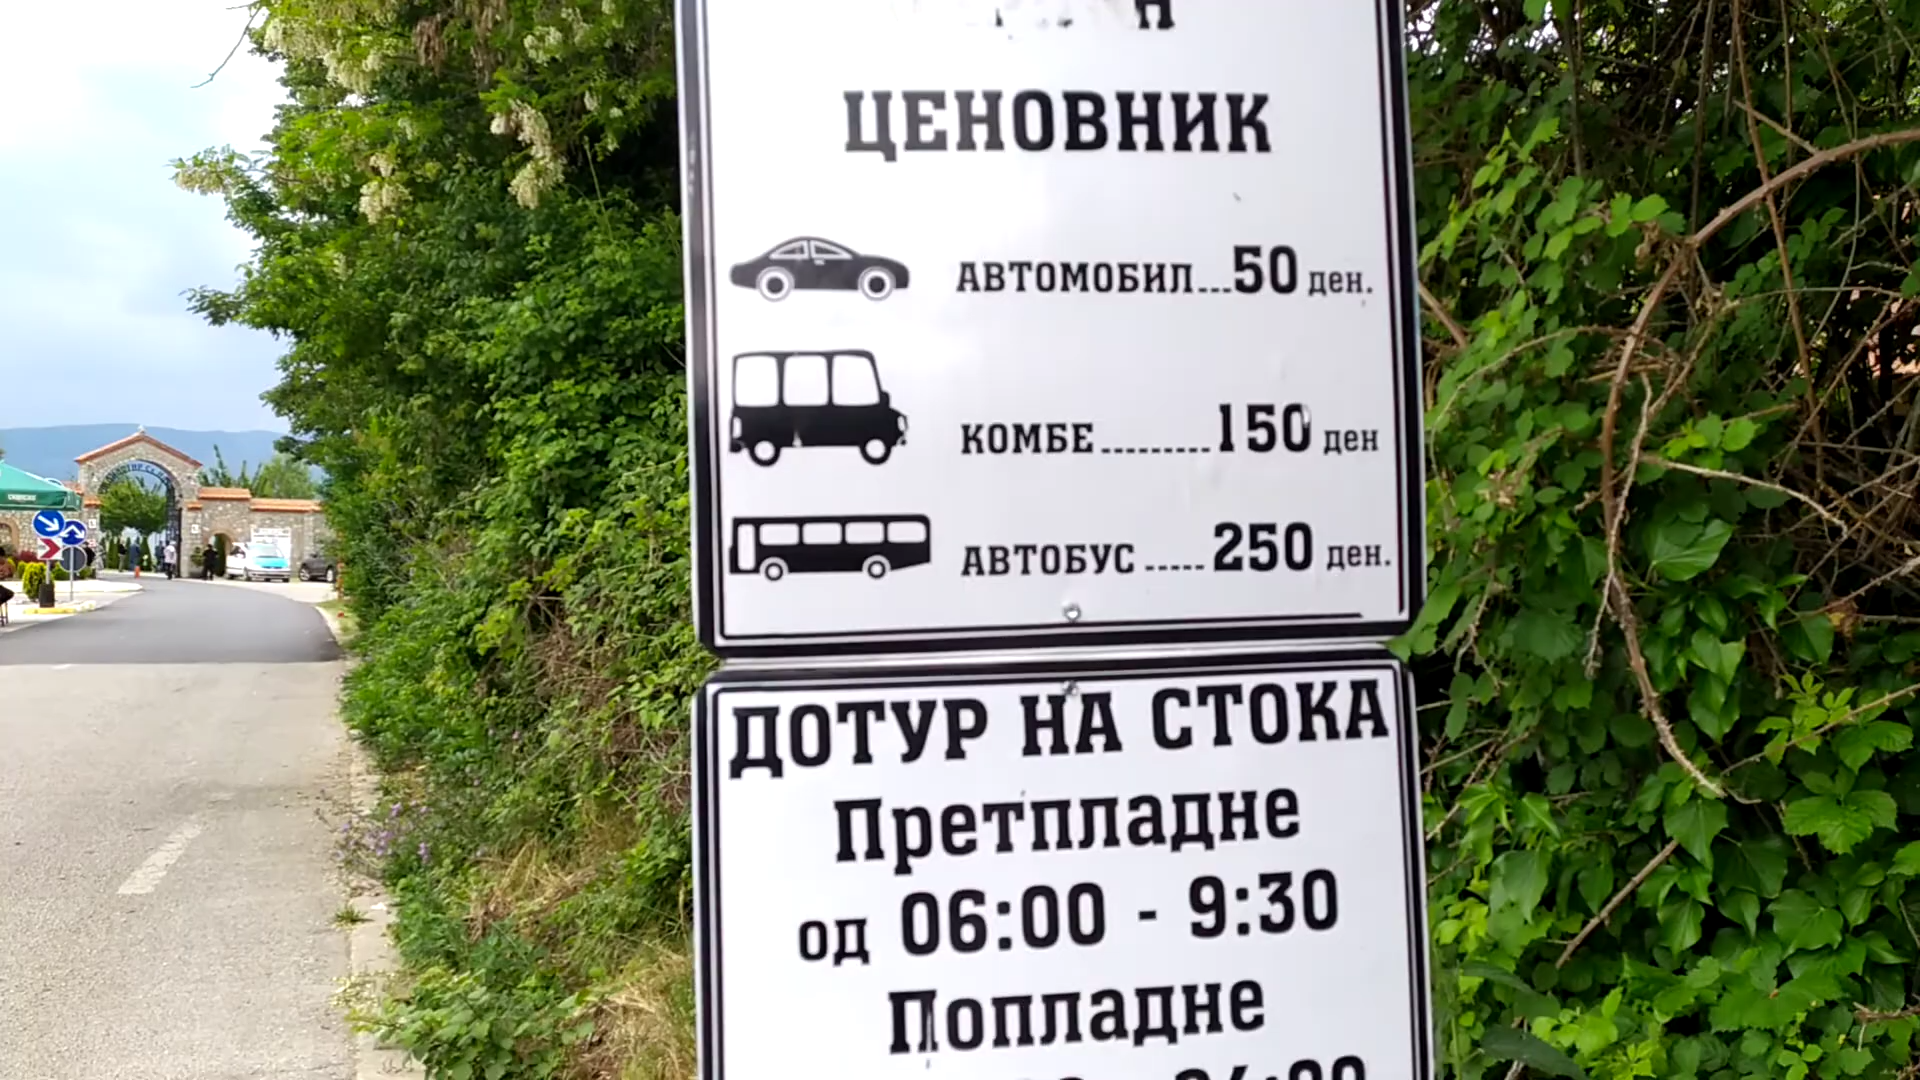 ЦЕНОВНИК
АВТОМОБИЛ...50 ден.
КОМБЕ.........150 ден
АВТОБУС.....250 ден.
ДОТУР НА СТОКА
Претпладне
од 06:00 - 9:30
Попладне